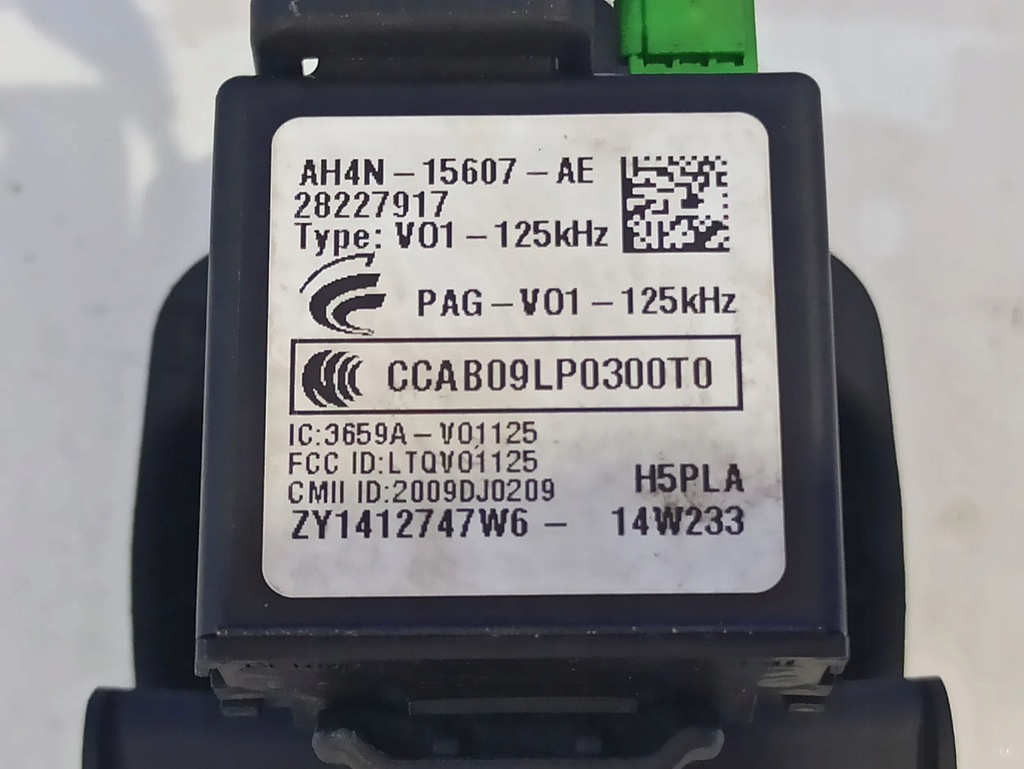 AH4N-15607-AE
28227917
Type: V01-125kHz
PAG-V01-125kHz
CCAB09LP0300T0
IC:3659A-V01125
FCC ID:LTQV01125
CMII ID:2009DJ0209
H5PLA
ZY1412747W6- 14W233